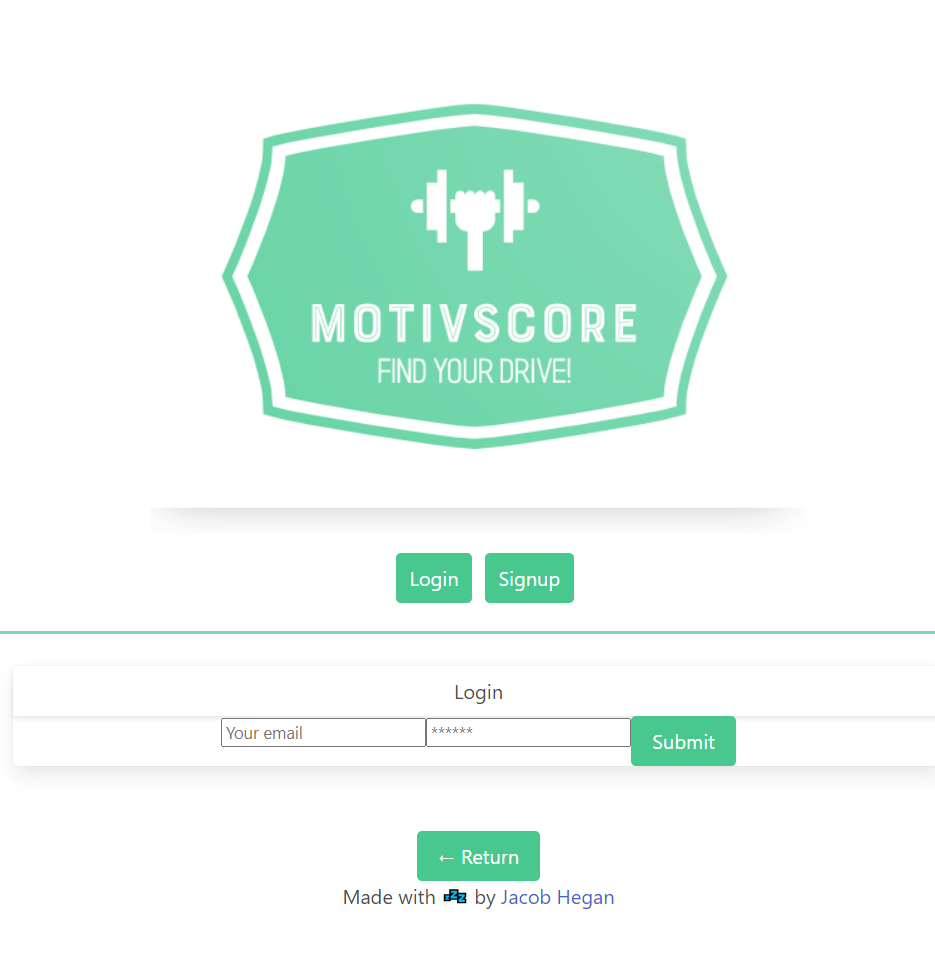 MOTIVSCORE
FIND YOUR DRIVE!
Login Signup
Login
Your email ****** Submit
← Return
Made with 💤 by Jacob Hegan